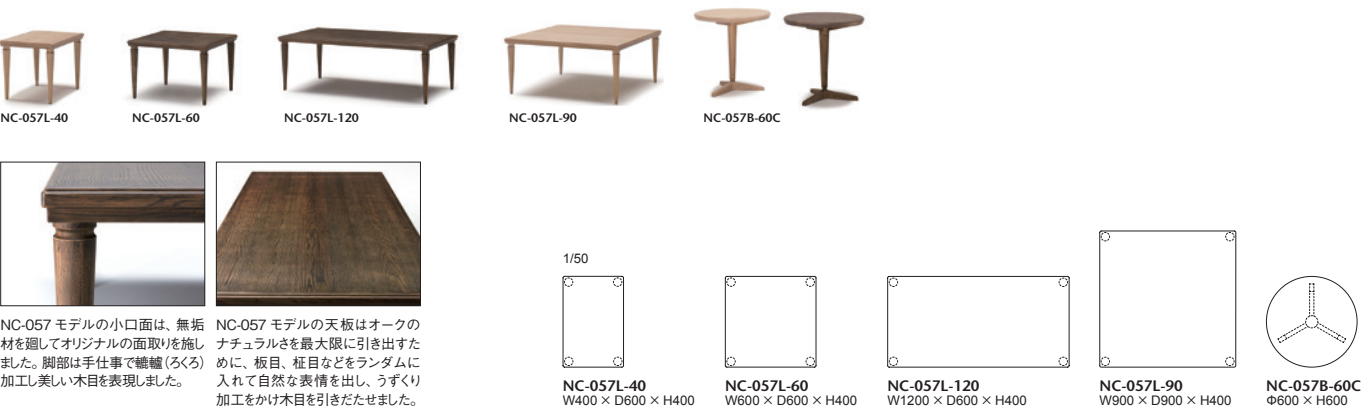 NC-057L-40
NC-057L-60
NC-057L-120
NC-057L-90
NC-057B-60C
NC-057 モデルの小口面は、無垢
材を廻してオリジナルの面取りを施し
ました。脚部は手仕事で轆轤（ろくろ）
加工し美しい木目を表現しました。
NC-057 モデルの天板はオークの
ナチュラルさを最大限に引き出すた
めに、板目、柾目などをランダムに
入れて自然な表情を出し、うずくり
加工をかけ木目を引きだたせました。
1/50
NC-057L-40
W400 × D600 × H400
NC-057L-60
W600 × D600 × H400
NC-057L-120
W1200 × D600 × H400
NC-057L-90
W900 × D900 × H400
NC-057B-60C
Φ600 × H600